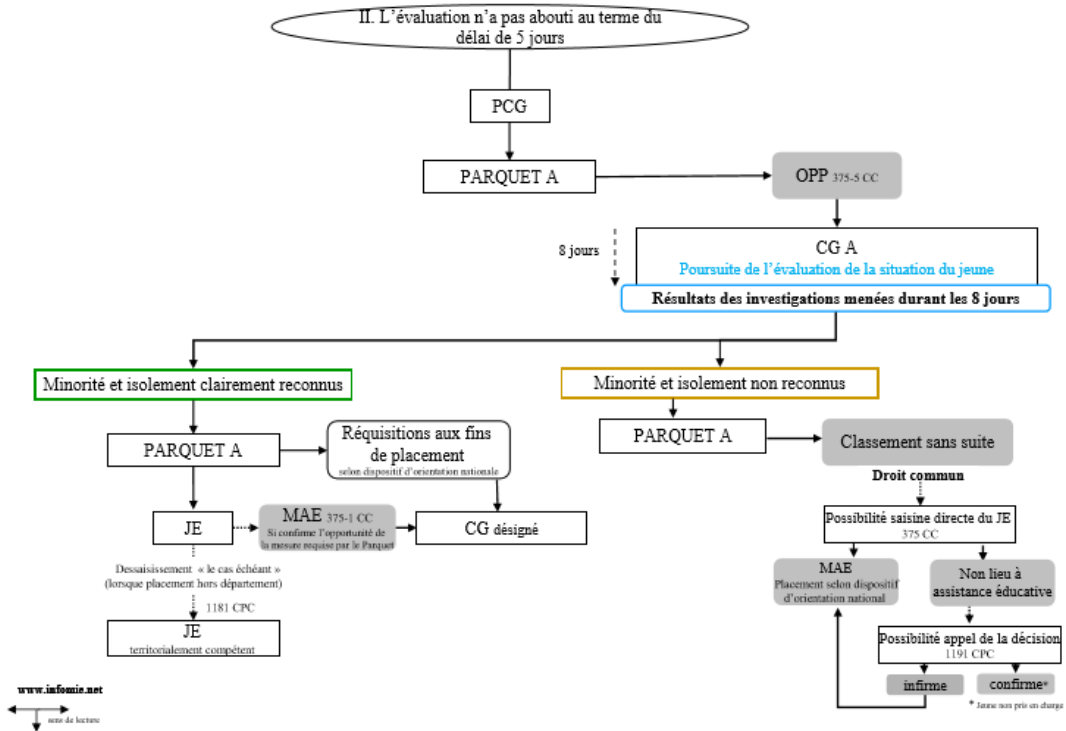 II. L'évaluation n'a pas abouti au terme du
délai de 5 jours
PCG
PARQUET A
OPP 375-5 CC
8 jours
CG A
Poursuite de l'évaluation de la situation du jeune
Résultats des investigations menées durant les 8 jours
Minorité et isolement clairement reconnus
Minorité et isolement non reconnus
PARQUET A
Réquisitions aux fins
de placement
selon dispositif d'orientation nationale
PARQUET A
Classement sans suite
Droit commun
JE
MAE 375-1 CC
Si confirme l'opportunité de
la mesure requise par le Parquet
CG désigné
Possibilité saisine directe du JE
375 CC
Dessaisissement « le cas échéant »
(lorsque placement hors département)
1181 CPC
JE
territorialement compétent
MAE
Placement selon dispositif
d'orientation national
Non lieu à
assistance éducative
Possibilité appel de la décision
1191 CPC
infirme
confirme*
* Jeune non pris en charge
www.infomie.net
sens de lecture